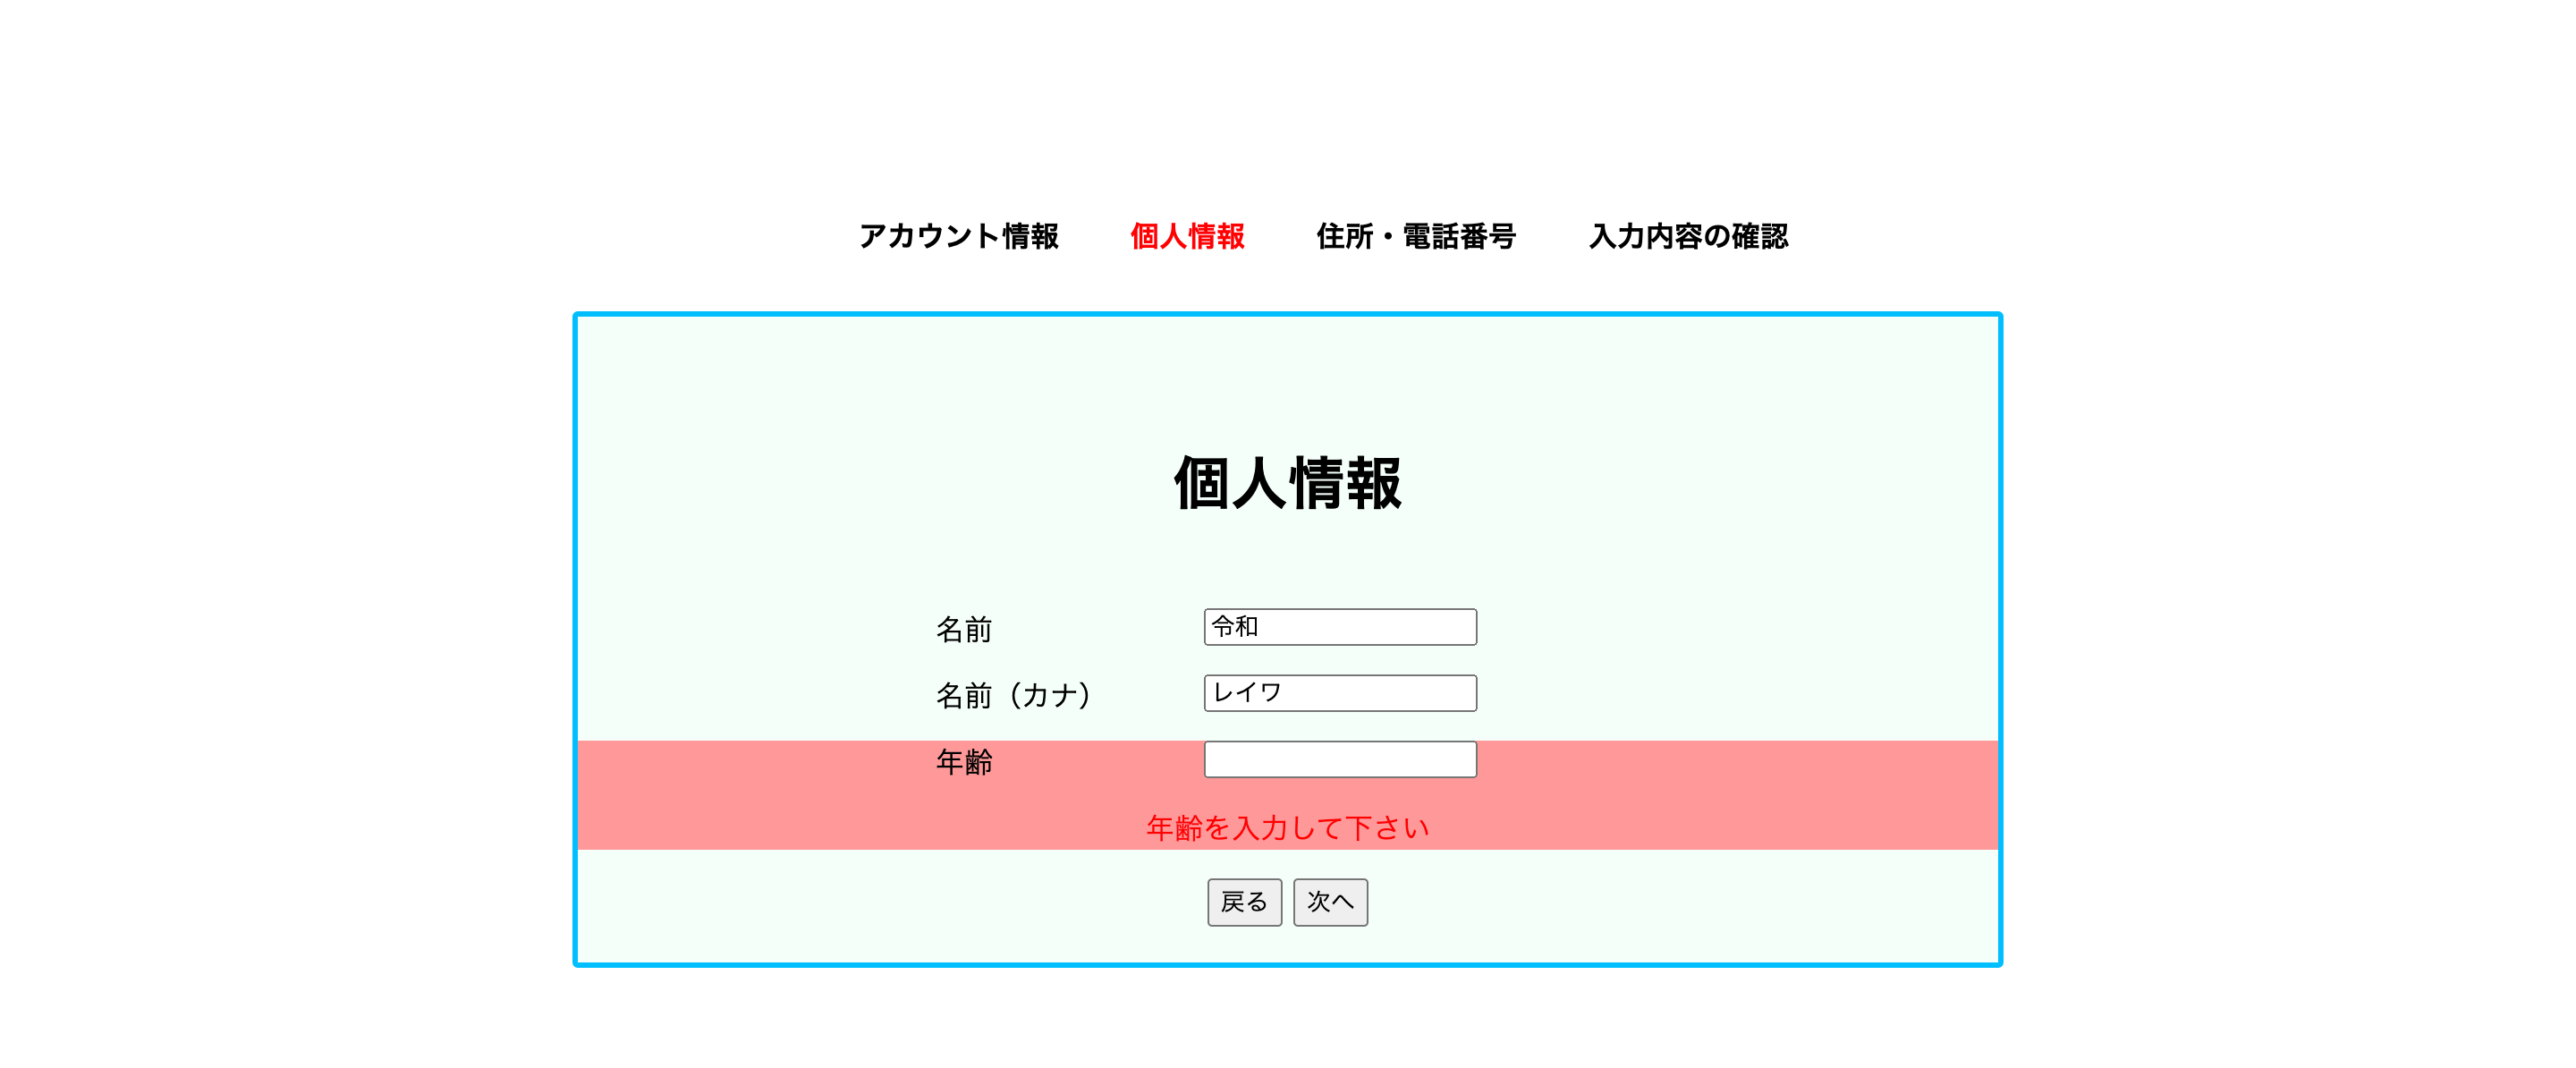 アカウント情報 個人情報 住所・電話番号 入力内容の確認
個人情報
名前 令和
名前（カナ） レイワ
年齢
年齢を入力して下さい
戻る 次へ